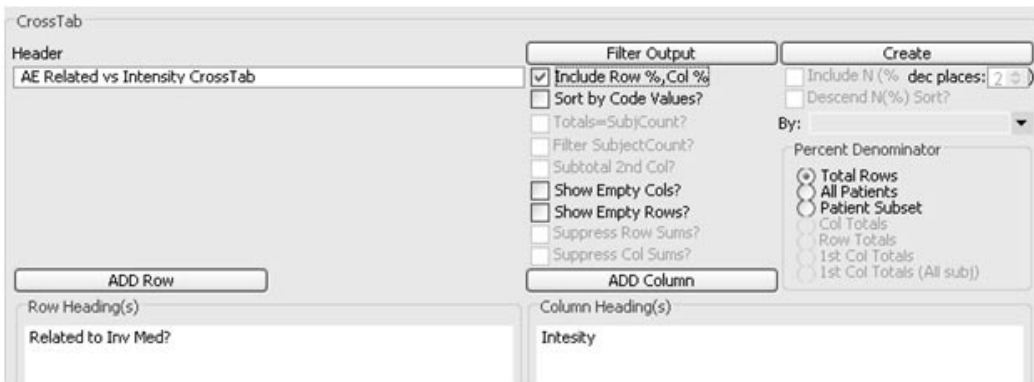 CrossTab
Header
Filter Output
Create
AE Related vs Intensity CrossTab
Include Row %,Col %
Include N (% dec places: 2 )
Sort by Code Values?
Descend N(%) Sort?
Totals=SubjCount?
By:
Filter SubjectCount?
Percent Denominator
Subtotal 2nd Col?
Total Rows
Show Empty Cols?
All Patients
Show Empty Rows?
Patient Subset
Suppress Row Sums?
Col Totals
Row Totals
Suppress Col Sums?
1st Col Totals
1st Col Totals (All subj)
ADD Row
ADD Column
Row Heading(s)
Column Heading(s)
Related to Inv Med?
Intesity